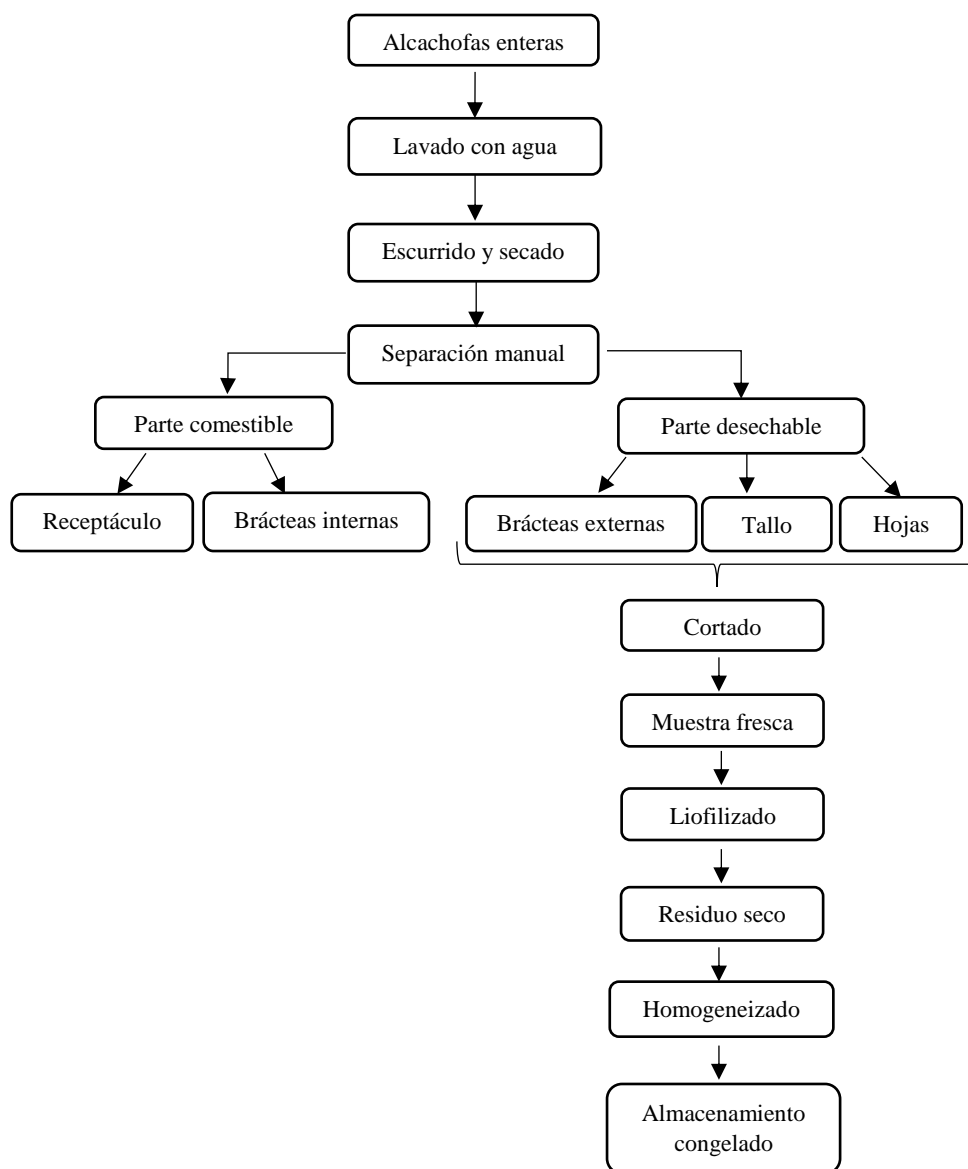 Alcachofas enteras
Lavado con agua
Escurrido y secado
Separación manual
Parte comestible
Parte desechable
Receptáculo
Brácteas internas
Brácteas externas
Tallo
Hojas
Cortado
Muestra fresca
Liofilizado
Residuo seco
Homogeneizado
Almacenamiento
congelado